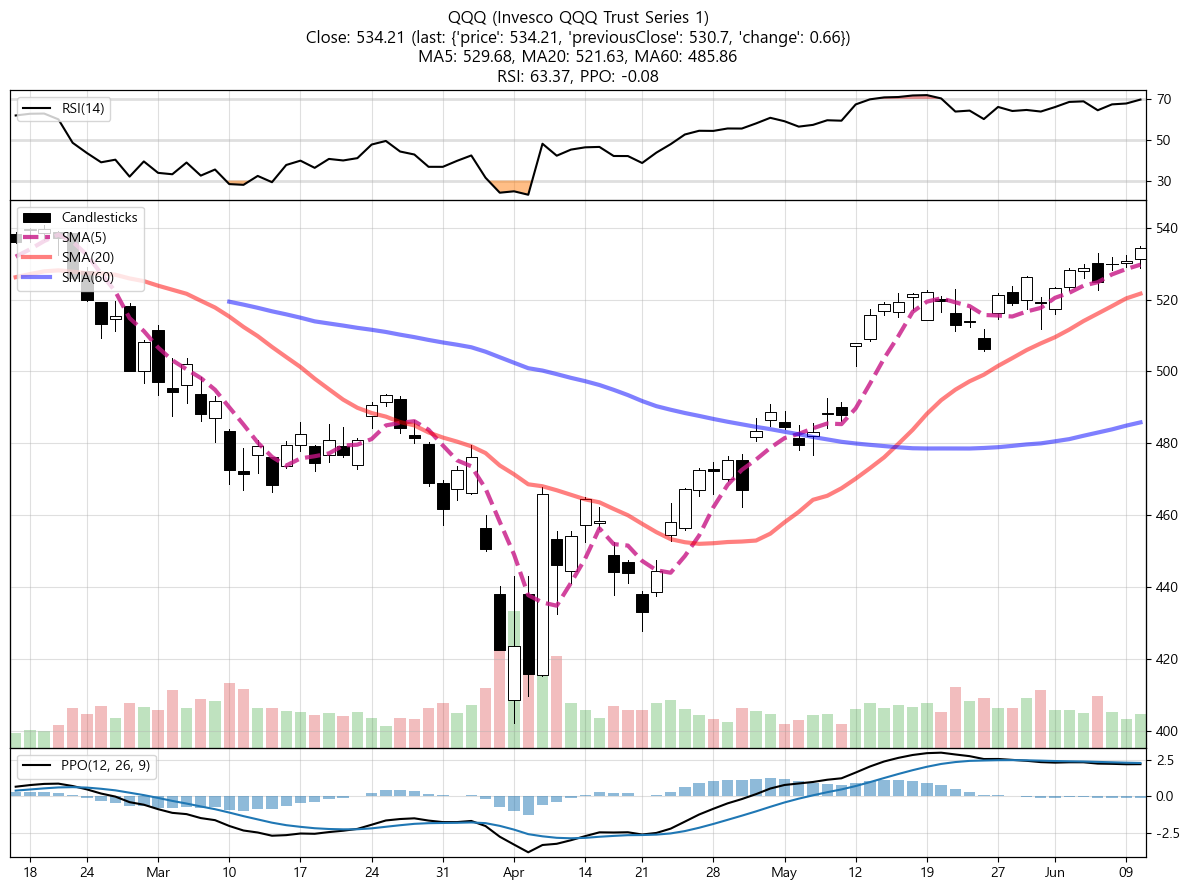 QQQ (Invesco QQQ Trust Series 1)
Close: 534.21 (last: {'price': 534.21, 'previousClose': 530.7, 'change': 0.66})
MA5: 529.68, MA20: 521.63, MA60: 485.86
RSI: 63.37, PPO: -0.08
RSI(14)
70
50
30
Candlesticks
SMA(5)
SMA(20)
SMA(60)
540
520
500
480
460
440
420
400
PPO(12, 26, 9)
2.5
0.0
-2.5
18 24 Mar 10 17 24 31 Apr 14 21 28 May 12 19 27 Jun 09